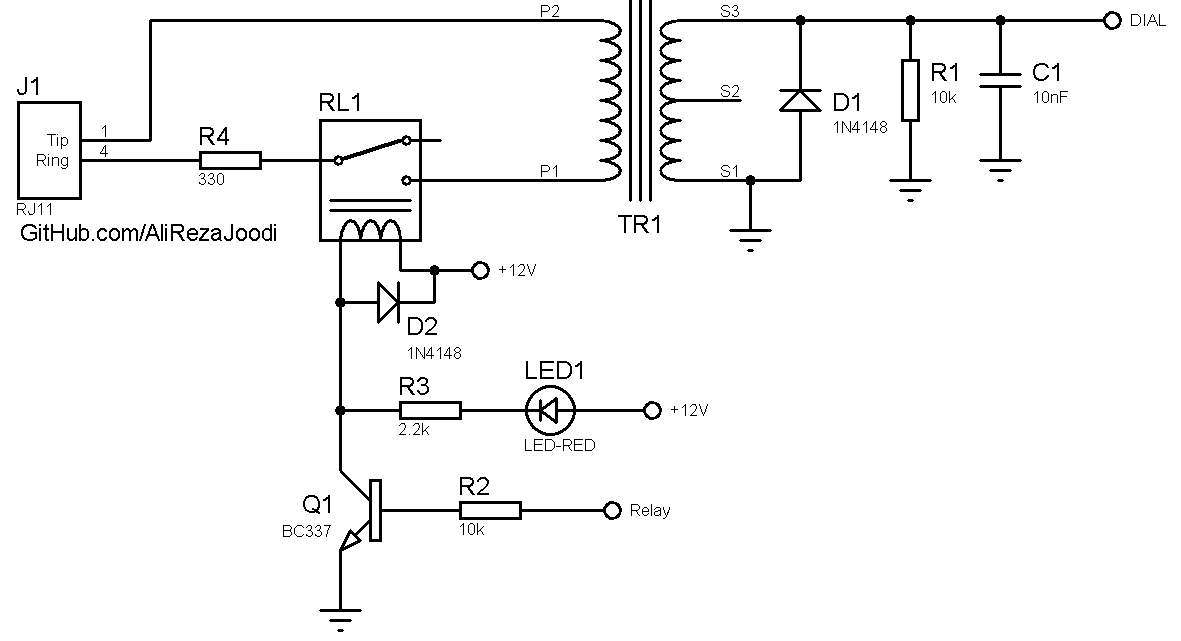 P2
S3
DIAL
J1
RL1
R1
10k
C1
10nF
S2
D1
1N4148
Tip
1
Ring
4
R4
330
P1
S1
RJ11
TR1
GitHub.com/AliRezaJoodi
+12V
D2
1N4148
LED1
R3
2.2k
+12V
LED-RED
Q1
BC337
R2
10k
Relay